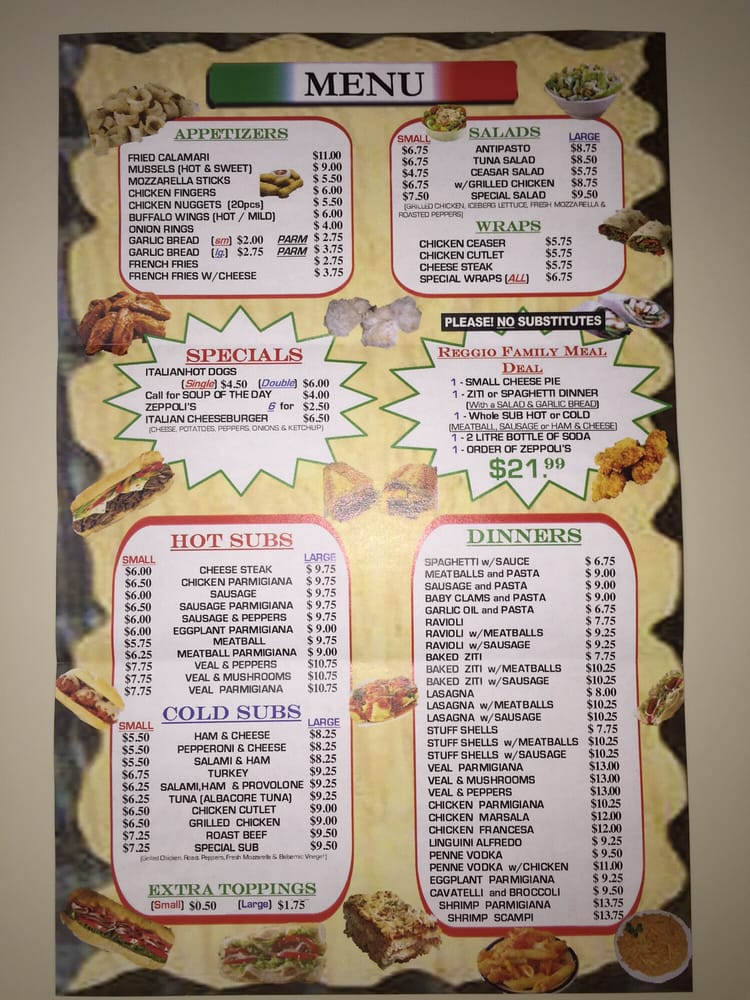 MENU
APPETIZERS
FRIED CALAMARI $11.00
MUSSELS (HOT & SWEET) $ 9.00
MOZZARELLA STICKS $ 5.50
CHICKEN FINGERS $ 6.00
CHICKEN NUGGETS (20pcs) $ 5.50
BUFFALO WINGS (HOT / MILD) $ 6.00
ONION RINGS $ 4.00
GARLIC BREAD (sm) $2.00 PARM $ 2.75
GARLIC BREAD (lg) $2.75 PARM $ 3.75
FRENCH FRIES $ 2.75
FRENCH FRIES W/CHEESE $ 3.75
SALADS
SMALL LARGE
$6.75 ANTIPASTO $8.75
$6.75 TUNA SALAD $8.50
$4.75 CEASAR SALAD $5.75
$6.75 w/GRILLED CHICKEN $8.75
$7.50 SPECIAL SALAD $9.50
(GRILLED CHICKEN, ICEBERG LETTUCE, FRESH MOZZARELLA &
ROASTED PEPPERS)
WRAPS
CHICKEN CEASER $5.75
CHICKEN CUTLET $5.75
CHEESE STEAK $5.75
SPECIAL WRAPS (ALL) $6.75
SPECIALS
ITALIANHOT DOGS
(Single) $4.50 (Double) $6.00
Call for SOUP OF THE DAY $4.00
ZEPPOLI'S 6 for $2.50
ITALIAN CHEESEBURGER $6.50
(CHEESE, POTATOES, PEPPERS, ONIONS & KETCHUP)
PLEASE! NO SUBSTITUTES
REGGIO FAMILY MEAL
DEAL
1 - SMALL CHEESE PIE
1 - ZITI or SPAGHETTI DINNER
(With a SALAD & GARLIC BREAD)
1 - Whole SUB HOT or COLD
(MEATBALL, SAUSAGE or HAM & CHEESE)
1 - 2 LITRE BOTTLE OF SODA
1 - ORDER OF ZEPPOLI'S
$21.99
HOT SUBS
SMALL LARGE
$6.00 CHEESE STEAK $ 9.75
$6.50 CHICKEN PARMIGIANA $ 9.75
$6.00 SAUSAGE $ 9.75
$6.50 SAUSAGE PARMIGIANA $ 9.75
$6.00 SAUSAGE & PEPPERS $ 9.75
$6.00 EGGPLANT PARMIGIANA $ 9.00
$5.75 MEATBALL $ 9.75
$6.25 MEATBALL PARMIGIANA $ 9.00
$7.75 VEAL & PEPPERS $10.75
$7.75 VEAL & MUSHROOMS $10.75
$7.75 VEAL PARMIGIANA $10.75
COLD SUBS
SMALL LARGE
$5.50 HAM & CHEESE $8.25
$5.50 PEPPERONI & CHEESE $8.25
$5.50 SALAMI & HAM $8.25
$6.75 TURKEY $9.25
$6.25 SALAMI,HAM & PROVOLONE $9.25
$6.25 TUNA (ALBACORE TUNA) $9.25
$6.50 CHICKEN CUTLET $9.00
$6.50 GRILLED CHICKEN $9.00
$7.25 ROAST BEEF $9.50
$7.25 SPECIAL SUB $9.50
(Grilled Chicken, Roast Peppers, Fresh Mozzarella & Balsamic Vinegar)
EXTRA TOPPINGS
(Small) $0.50 (Large) $1.75
DINNERS
SPAGHETTI w/SAUCE $ 6.75
MEATBALLS and PASTA $ 9.00
SAUSAGE and PASTA $ 9.00
BABY CLAMS and PASTA $ 9.00
GARLIC OIL and PASTA $ 6.75
RAVIOLI $ 7.75
RAVIOLI w/MEATBALLS $ 9.25
RAVIOLI w/SAUSAGE $ 9.25
BAKED ZITI $ 7.75
BAKED ZITI w/MEATBALLS $10.25
BAKED ZITI w/SAUSAGE $10.25
LASAGNA $ 8.00
LASAGNA w/MEATBALLS $10.25
LASAGNA w/SAUSAGE $10.25
STUFF SHELLS $ 7.75
STUFF SHELLS w/MEATBALLS $10.25
STUFF SHELLS w/SAUSAGE $10.25
VEAL PARMIGIANA $13.00
VEAL & MUSHROOMS $13.00
VEAL & PEPPERS $13.00
CHICKEN PARMIGIANA $10.25
CHICKEN MARSALA $12.00
CHICKEN FRANCESA $12.00
LINGUINI ALFREDO $ 9.25
PENNE VODKA $ 9.50
PENNE VODKA w/CHICKEN $11.00
EGGPLANT PARMIGIANA $ 9.25
CAVATELLI and BROCCOLI $ 9.50
SHRIMP PARMIGIANA $13.75
SHRIMP SCAMPI $13.75